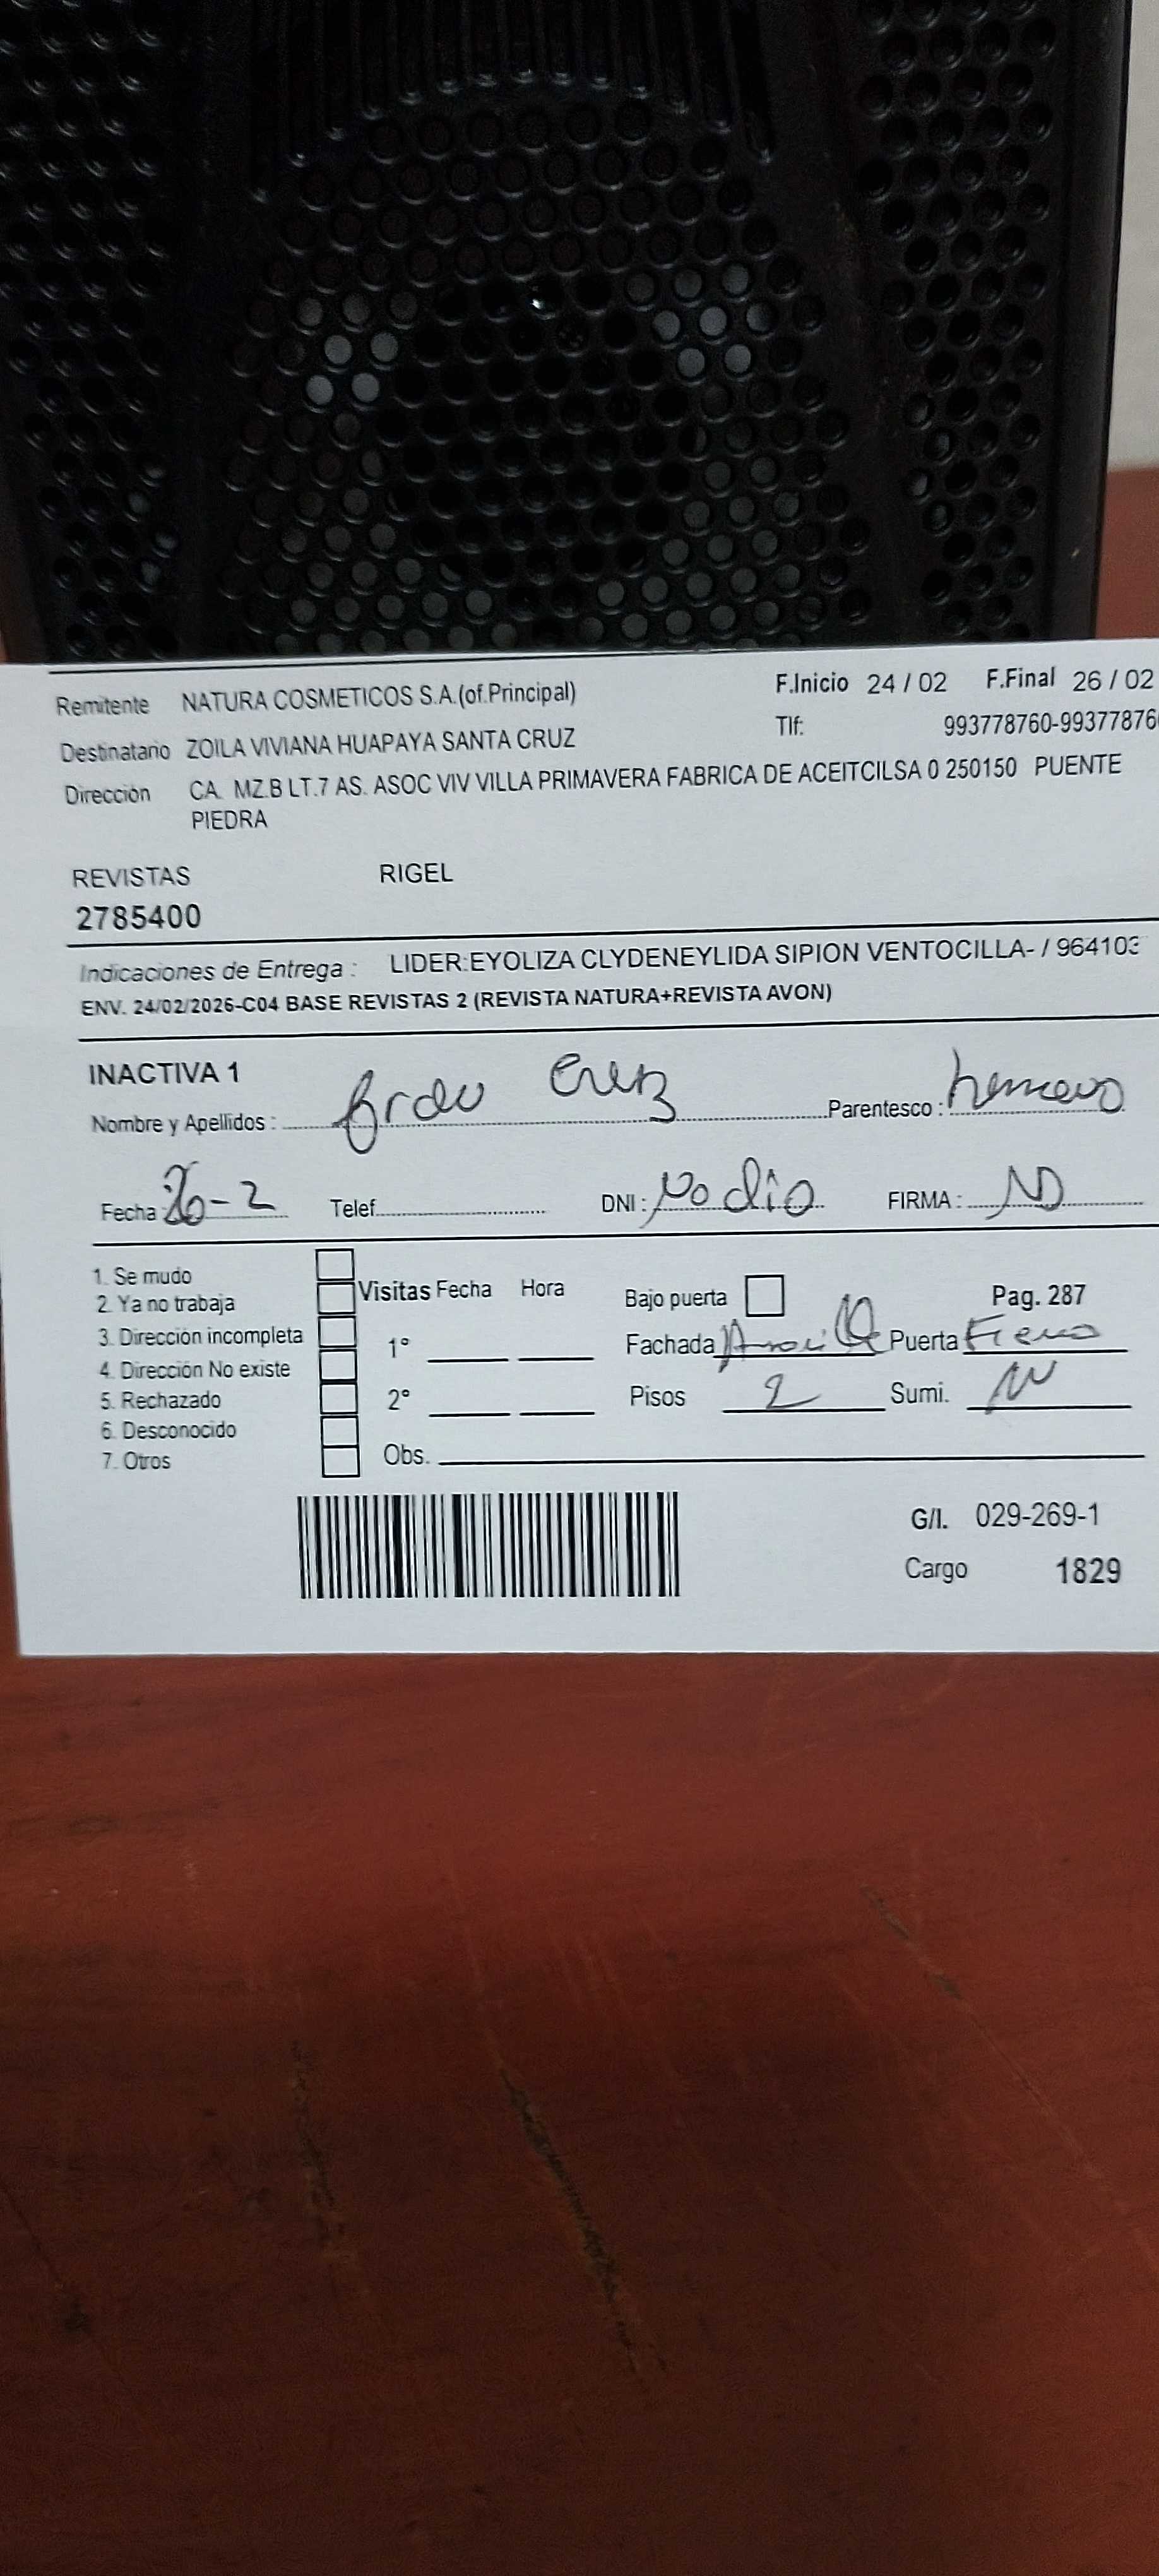 Remitente NATURA COSMETICOS S.A.(of.Principal) F.Inicio 24 / 02 F.Final 26 / 02
Destinatario ZOILA VIVIANA HUAPAYA SANTA CRUZ Tlf: 993778760-99377876
Dirección CA. MZ.B LT.7 AS. ASOC VIV VILLA PRIMAVERA FABRICA DE ACEITCILSA 0 250150 PUENTE
PIEDRA
REVISTAS RIGEL
2785400
Indicaciones de Entrega : LIDER:EYOLIZA CLYDENEYLIDA SIPION VENTOCILLA- / 964103
ENV. 24/02/2026-C04 BASE REVISTAS 2 (REVISTA NATURA+REVISTA AVON)
INACTIVA 1
Nombre y Apellidos : Cruz Parentesco :
Fecha 26-2 Telef. DNI : No dio FIRMA :
1. Se mudo
2. Ya no trabaja
3. Dirección incompleta
4. Dirección No existe
5. Rechazado
6. Desconocido
7. Otros
Visitas Fecha Hora
1°
2°
Bajo puerta Pag. 287
Fachada Puerta Fierro
Pisos 2 Sumi.
Obs.
G/I. 029-269-1
Cargo 1829